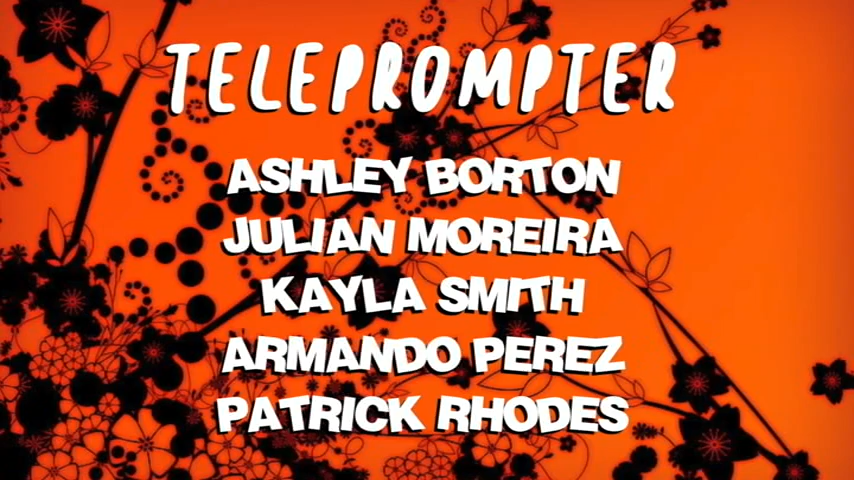 TELEPROMPTER
ASHLEY BORTON
JULIAN MOREIRA
KAYLA SMITH
ARMANDO PEREZ
PATRICK RHODES